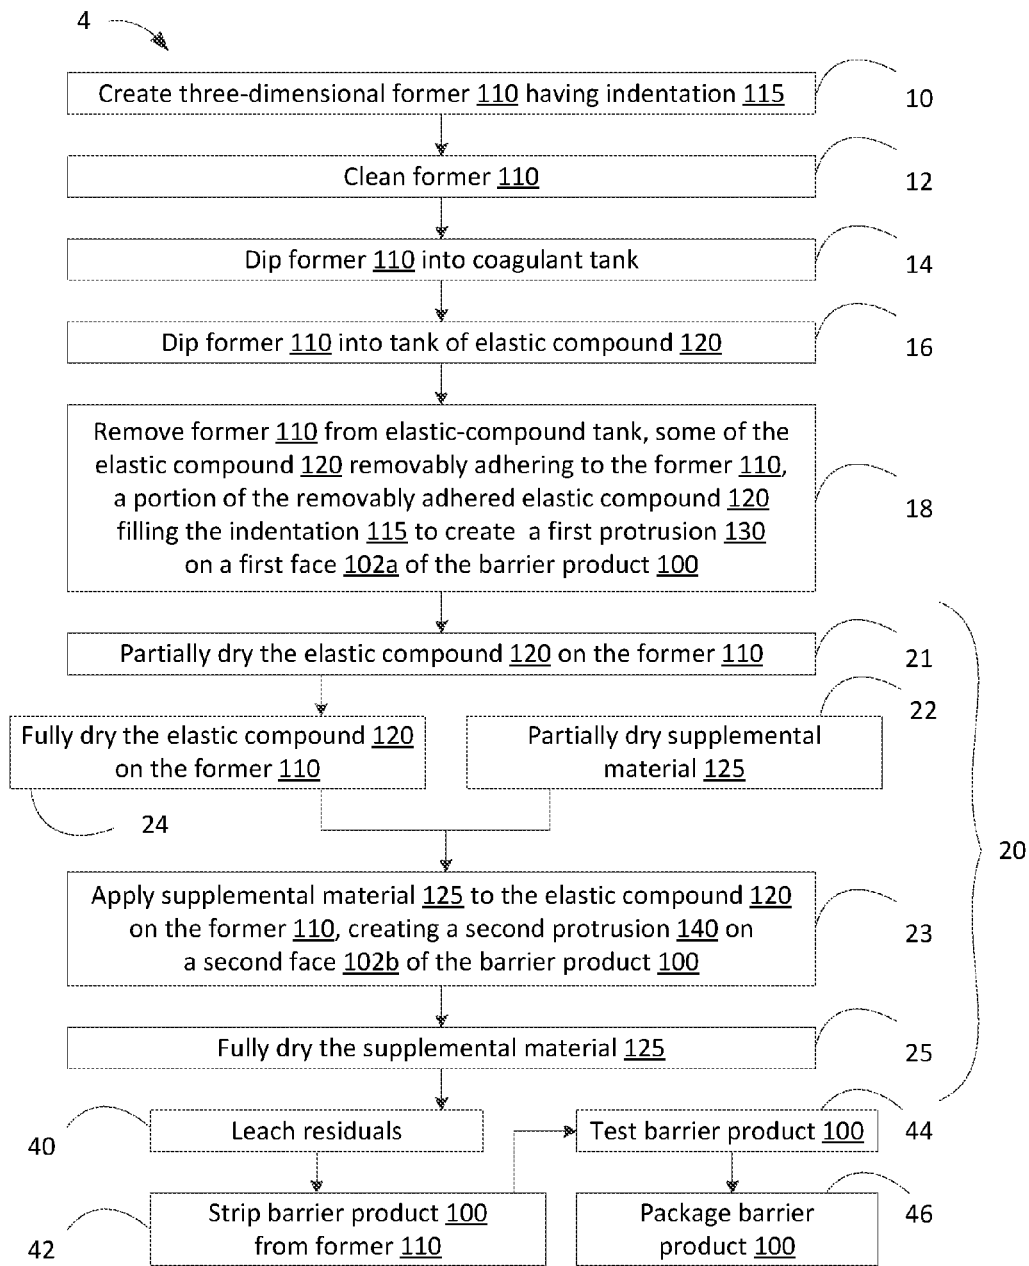 4
Create three-dimensional former 110 having indentation 115
10
Clean former 110
12
Dip former 110 into coagulant tank
14
Dip former 110 into tank of elastic compound 120
16
Remove former 110 from elastic-compound tank, some of the
elastic compound 120 removably adhering to the former 110,
a portion of the removably adhered elastic compound 120
filling the indentation 115 to create a first protrusion 130
on a first face 102a of the barrier product 100
18
Partially dry the elastic compound 120 on the former 110
21
22
Fully dry the elastic compound 120
on the former 110
Partially dry supplemental
material 125
24
20
Apply supplemental material 125 to the elastic compound 120
on the former 110, creating a second protrusion 140 on
a second face 102b of the barrier product 100
23
Fully dry the supplemental material 125
25
40
Leach residuals
Test barrier product 100
44
42
Strip barrier product 100
from former 110
Package barrier
product 100
46